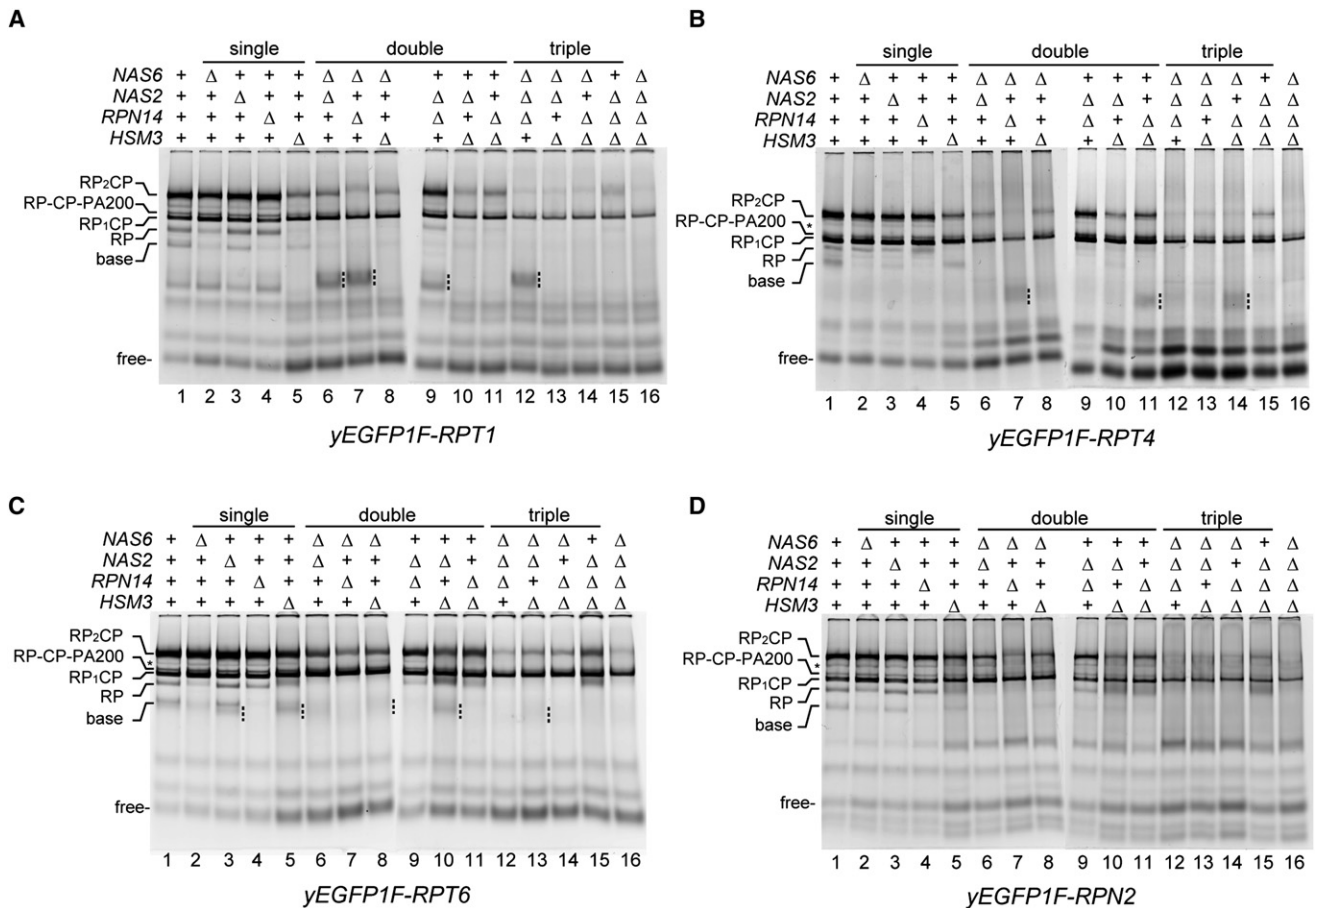 A
single double triple
NAS6 + Δ + + + Δ Δ Δ + + + Δ Δ Δ + Δ
NAS2 + + Δ + + Δ + + Δ Δ + Δ Δ + Δ Δ
RPN14 + + + Δ + + Δ + Δ + Δ Δ + Δ Δ Δ
HSM3 + + + + Δ + + Δ + Δ Δ + Δ Δ Δ Δ
RP₂CP
RP-CP-PA200
RP₁CP
RP
base
free-
1 2 3 4 5 6 7 8 9 10 11 12 13 14 15 16
yEGFP1F-RPT1
B
single double triple
NAS6 + Δ + + + Δ Δ Δ + + + Δ Δ Δ + Δ
NAS2 + + Δ + + Δ + + Δ Δ + Δ Δ + Δ Δ
RPN14 + + + Δ + + Δ + Δ + Δ Δ + Δ Δ Δ
HSM3 + + + + Δ + + Δ + Δ Δ + Δ Δ Δ Δ
RP₂CP
RP-CP-PA200 *
RP₁CP
RP
base
free-
1 2 3 4 5 6 7 8 9 10 11 12 13 14 15 16
yEGFP1F-RPT4
C
single double triple
NAS6 + Δ + + + Δ Δ Δ + + + Δ Δ Δ + Δ
NAS2 + + Δ + + Δ + + Δ Δ + Δ Δ + Δ Δ
RPN14 + + + Δ + + Δ + Δ + Δ Δ + Δ Δ Δ
HSM3 + + + + Δ + + Δ + Δ Δ + Δ Δ Δ Δ
RP₂CP
RP-CP-PA200 *
RP₁CP
RP
base
free-
1 2 3 4 5 6 7 8 9 10 11 12 13 14 15 16
yEGFP1F-RPT6
D
single double triple
NAS6 + Δ + + + Δ Δ Δ + + + Δ Δ Δ + Δ
NAS2 + + Δ + + Δ + + Δ Δ + Δ Δ + Δ Δ
RPN14 + + + Δ + + Δ + Δ + Δ Δ + Δ Δ Δ
HSM3 + + + + Δ + + Δ + Δ Δ + Δ Δ Δ Δ
RP₂CP
RP-CP-PA200 *
RP₁CP
RP
base
free-
1 2 3 4 5 6 7 8 9 10 11 12 13 14 15 16
yEGFP1F-RPN2